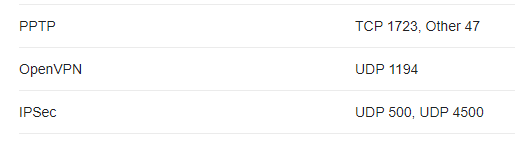 PPTP TCP 1723, Other 47
OpenVPN UDP 1194
IPSec UDP 500, UDP 4500